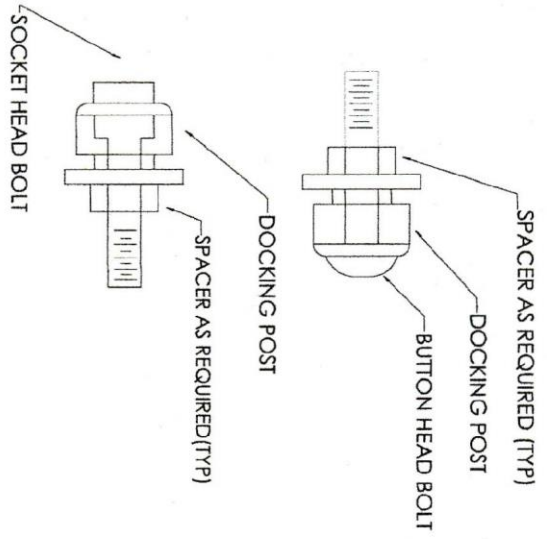 SPACER AS REQUIRED (TYP)
DOCKING POST
BUTTON HEAD BOLT
DOCKING POST
SPACER AS REQUIRED(TYP)
SOCKET HEAD BOLT